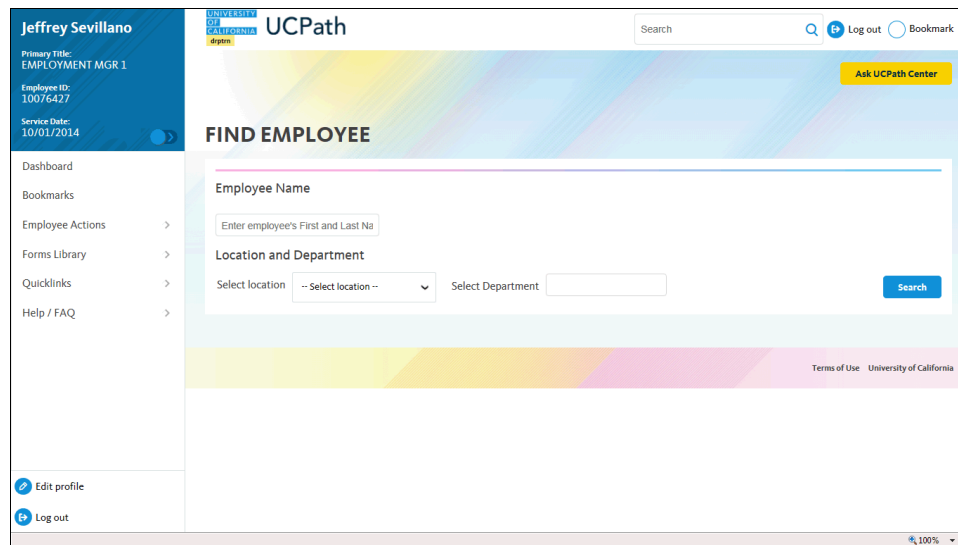 Jeffrey Sevillano
Primary Title:
EMPLOYMENT MGR 1
Employee ID:
10076427
Service Date:
10/01/2014
Dashboard
Bookmarks
Employee Actions
Forms Library
Quicklinks
Help / FAQ
Edit profile
Log out
UNIVERSITY
OF
CALIFORNIA
drptrn
UCPath
Search
Log out
Bookmark
Ask UCPath Center
FIND EMPLOYEE
Employee Name
Enter employee's First and Last Na
Location and Department
Select location
-- Select location --
Select Department
Search
Terms of Use University of California
100%